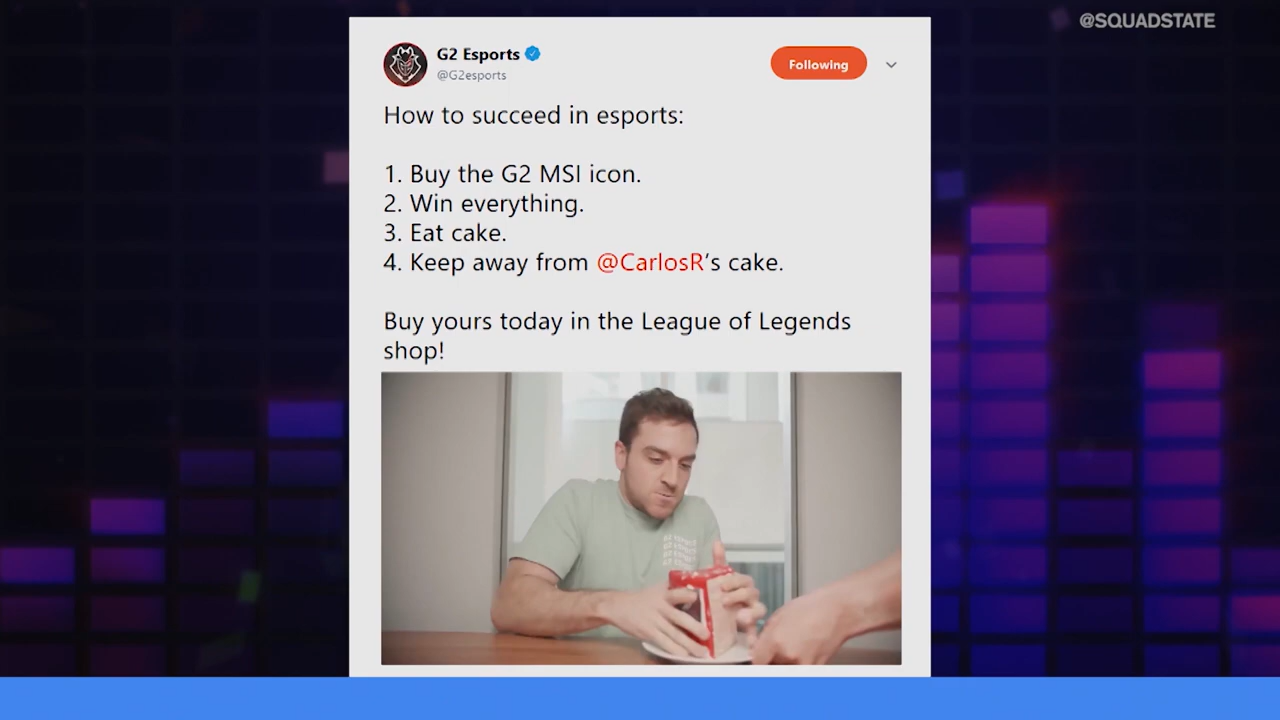 @SQUADSTATE
G2 Esports
@G2esports
Following
How to succeed in esports:
1. Buy the G2 MSI icon.
2. Win everything.
3. Eat cake.
4. Keep away from @CarlosR's cake.
Buy yours today in the League of Legends
shop!